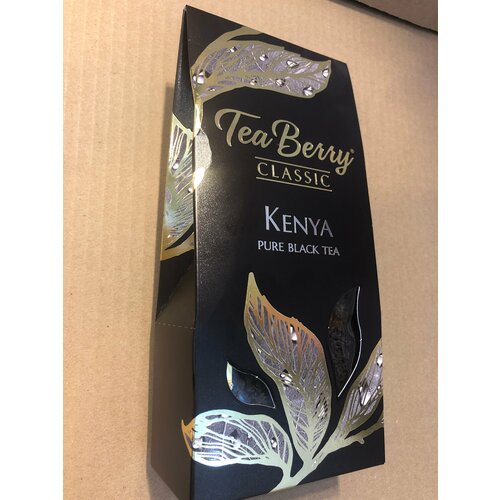 Tea Berry®
CLASSIC
KENYA
PURE BLACK TEA